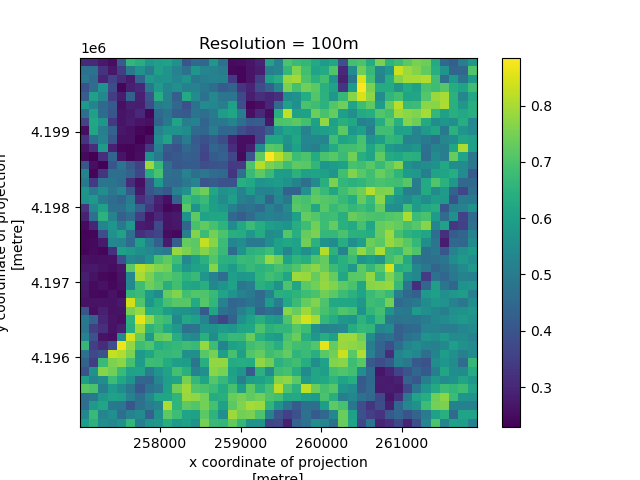 Resolution = 100m
1e6
4.199
4.198
4.197
4.196
y coordinate of projection
[metre]
258000 259000 260000 261000
x coordinate of projection
[metre]
0.8
0.7
0.6
0.5
0.4
0.3